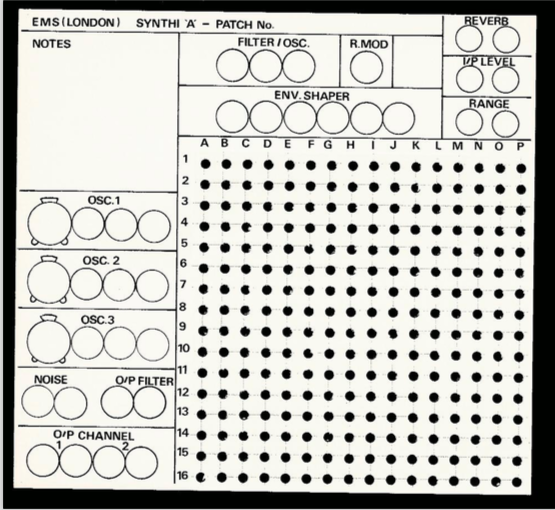 EMS (LONDON) SYNTHI 'A' – PATCH No.
REVERB
NOTES
FILTER/OSC.
R.MOD
I/P LEVEL
ENV. SHAPER
RANGE
A B C D E F G H I J K L M N O P
1
2
3
OSC.1
4
5
OSC. 2
6
7
8
OSC.3
9
10
11
NOISE
O/P FILTER
12
13
O/P CHANNEL
1 2
14
15
16